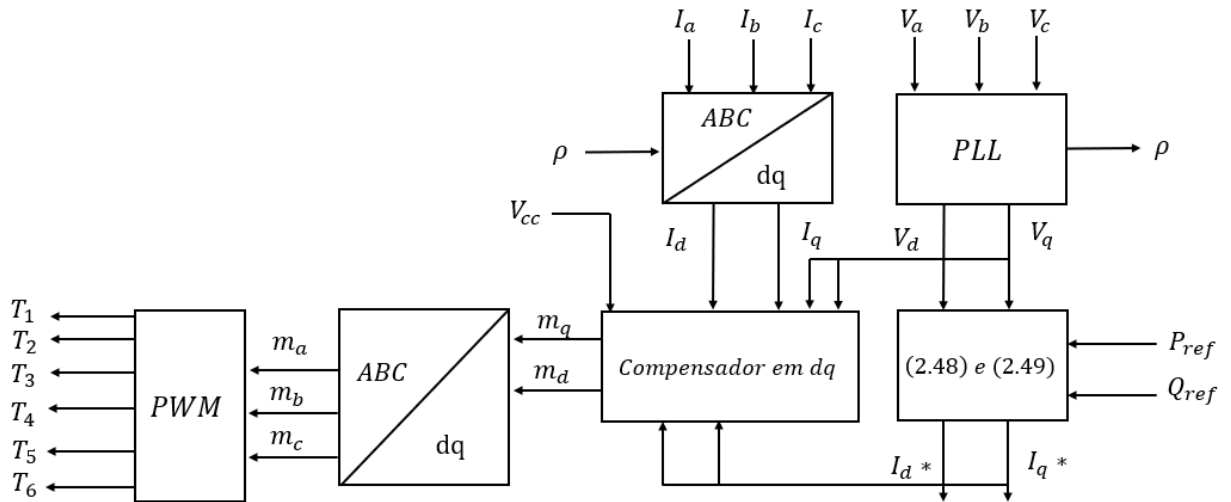 I_a I_b I_c V_a V_b V_c
ABC
dq
ρ
PLL
ρ
V_cc
I_d I_q V_d V_q
T_1
T_2
T_3
T_4
T_5
T_6
PWM
m_a
m_b
m_c
ABC
dq
m_q
m_d
Compensador em dq
(2.48) e (2.49)
P_ref
Q_ref
I_d * I_q *